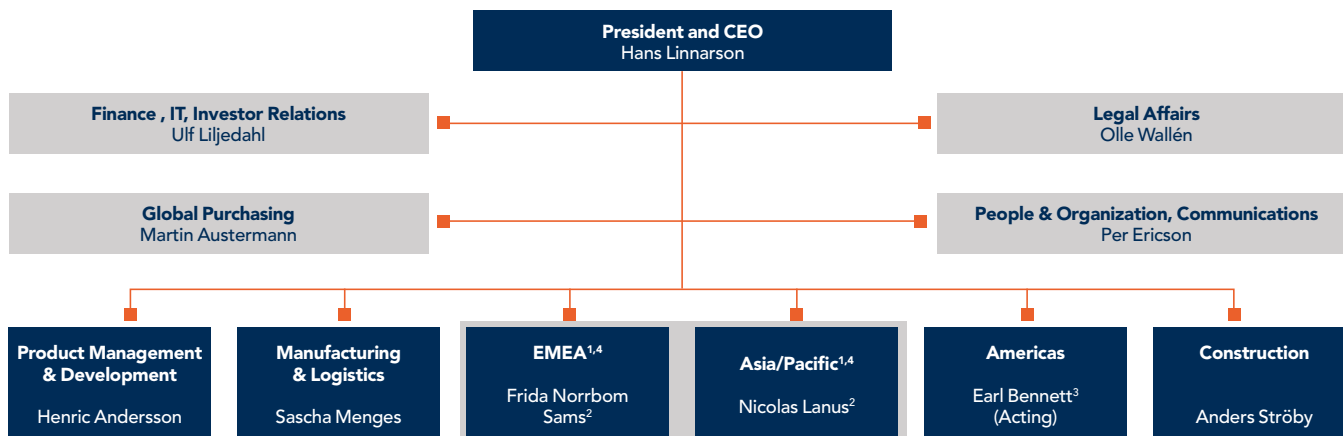 President and CEO
Hans Linnarson
Finance , IT, Investor Relations
Ulf Liljedahl
Legal Affairs
Olle Wallén
Global Purchasing
Martin Austermann
People & Organization, Communications
Per Ericson
Product Management
& Development
Henric Andersson
Manufacturing
& Logistics
Sascha Menges
EMEA1,4
Frida Norrbom
Sams2
Asia/Pacific1,4
Nicolas Lanus2
Americas
Earl Bennett3
(Acting)
Construction
Anders Ströby